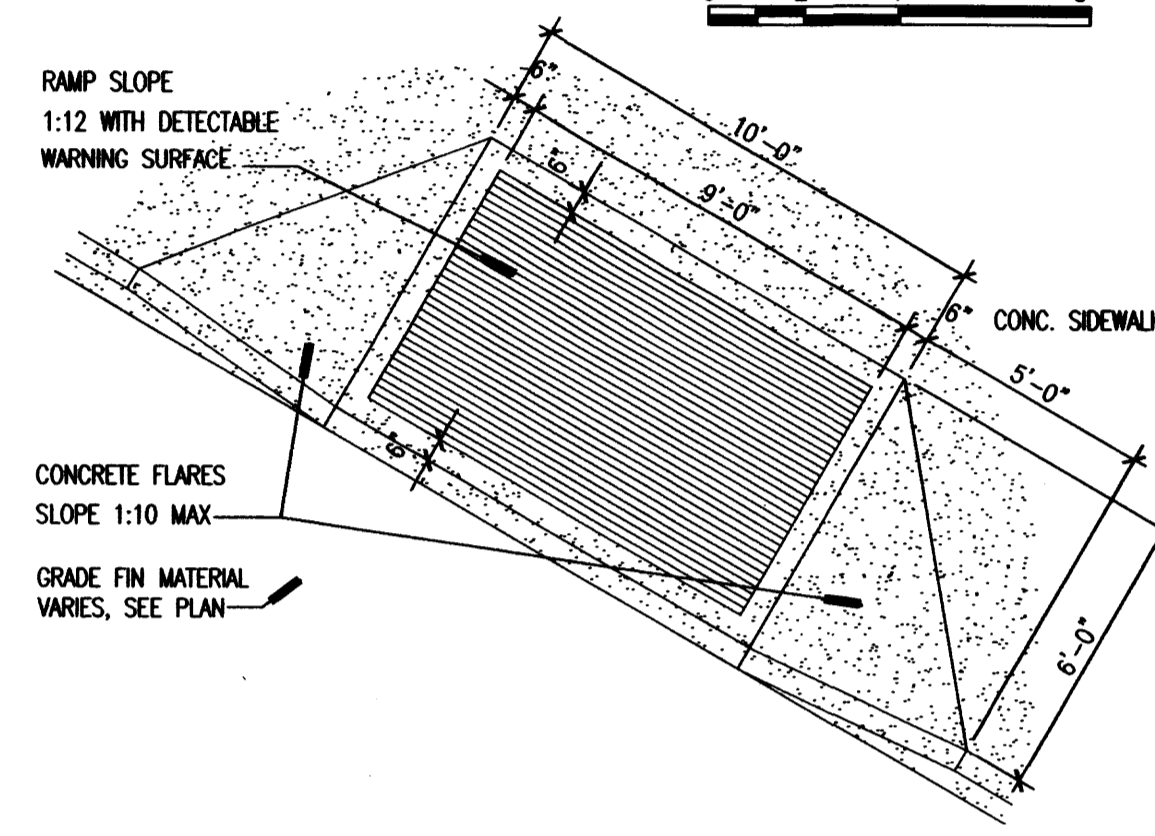 RAMP SLOPE
1:12 WITH DETECTABLE
WARNING SURFACE
6"
10'-0"
6"
9'-0"
6"
CONC. SIDEWALK
5'-0"
6"
CONCRETE FLARES
SLOPE 1:10 MAX
GRADE FIN MATERIAL
VARIES, SEE PLAN
6'-0"